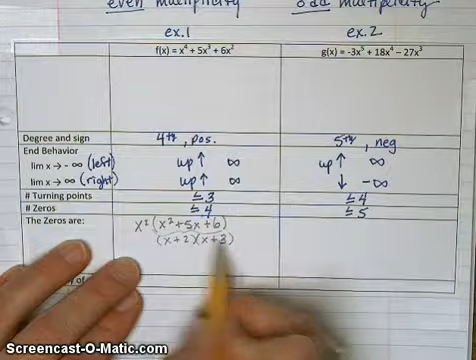 even multiplicity odd multiplicity
ex.1 ex.2
f(x) = x⁴ + 5x³ + 6x² g(x) = -3x⁵ + 18x⁴ – 27x³
Degree and sign 4th, pos. 5th, neg
End Behavior
lim x → - ∞ (left) up ↑ ∞ up ↑ ∞
lim x → ∞ (right) up ↑ ∞ ↓ -∞
# Turning points ≤ 3 ≤ 4
# Zeros ≤ 4 ≤ 5
The Zeros are: x² (x² + 5x + 6)
(x + 2)(x + 3)
Screencast-O-Matic.com